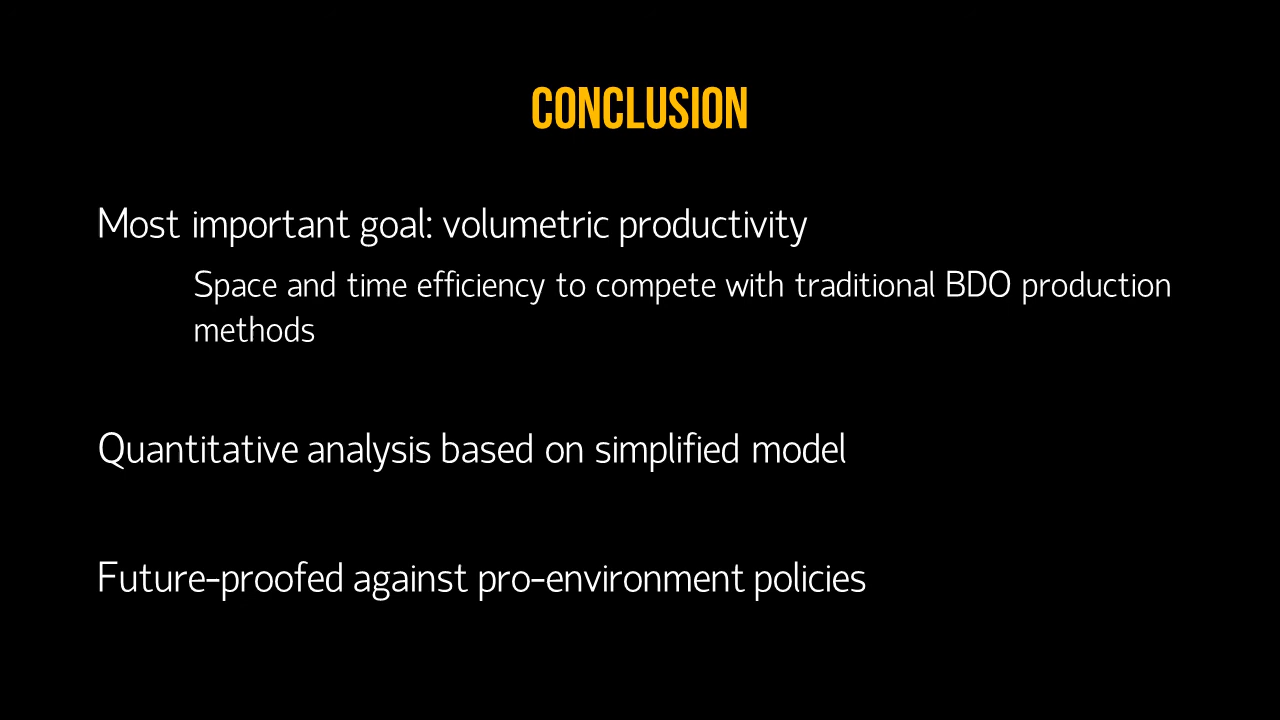 CONCLUSION
Most important goal: volumetric productivity
Space and time efficiency to compete with traditional BDO production
methods
Quantitative analysis based on simplified model
Future-proofed against pro-environment policies